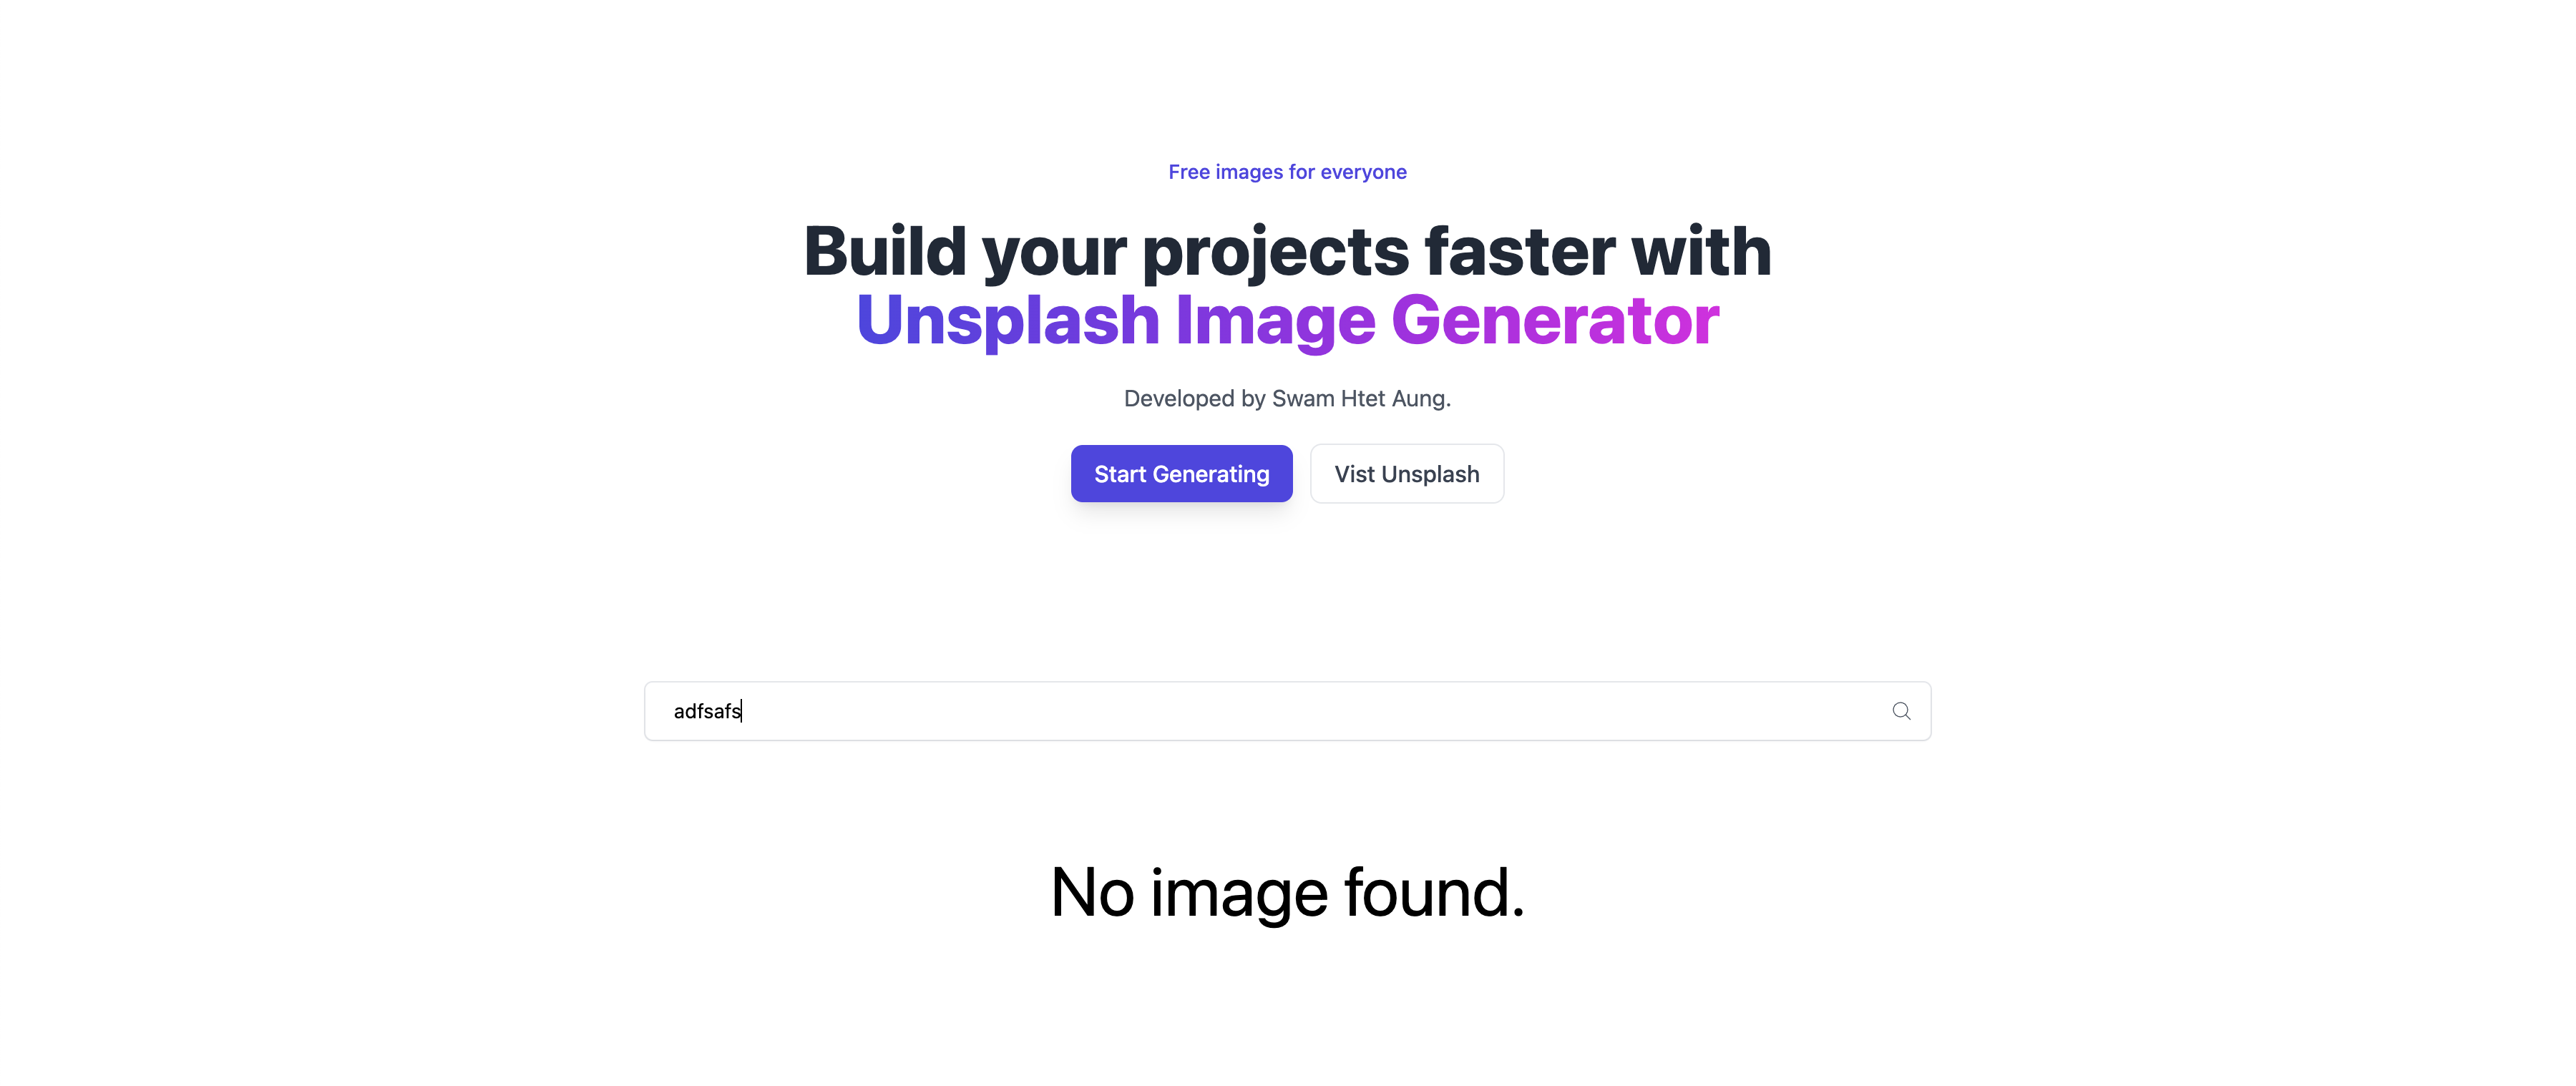 Free images for everyone
Build your projects faster with
Unsplash Image Generator
Developed by Swam Htet Aung.
Start Generating
Vist Unsplash
adfsafs
No image found.